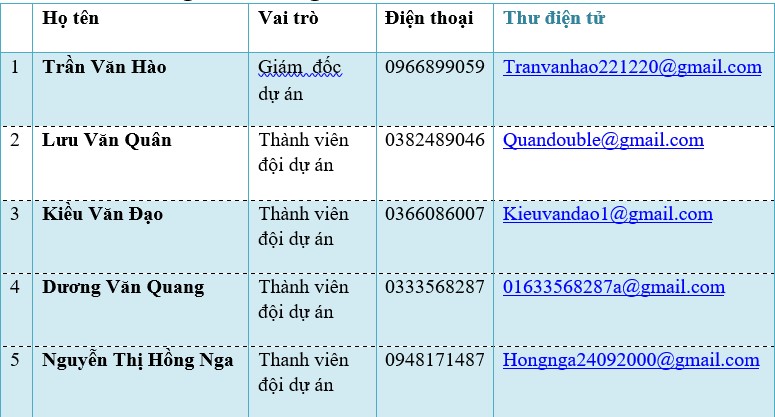 Họ tên Vai trò Điện thoại Thư điện tử
1 Trần Văn Hào Giám đốc 0966899059 Tranvanhao221220@gmail.com
dự án
2 Lưu Văn Quân Thành viên 0382489046 Quandouble@gmail.com
đội dự án
3 Kiều Văn Đạo Thành viên 0366086007 Kieuvandao1@gmail.com
đội dự án
4 Dương Văn Quang Thành viên 0333568287 01633568287a@gmail.com
đội dự án
5 Nguyễn Thị Hồng Nga Thanh viên 0948171487 Hongnga24092000@gmail.com
đội dự án